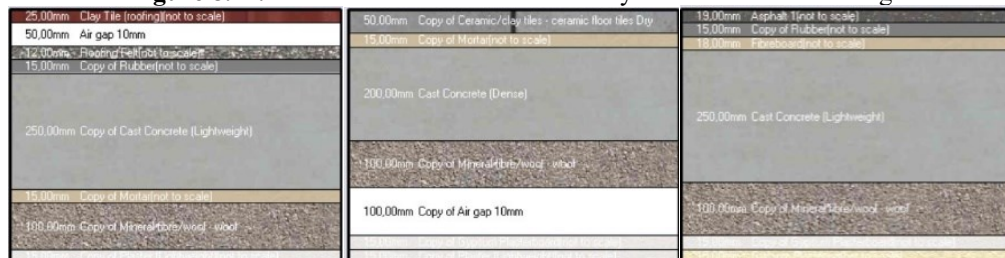 25,00mm Clay Tile (roofing)(not to scale)
50,00mm Air gap 10mm
12,00mm Roofing Felt(not to scale)
15,00mm Copy of Rubber(not to scale)
250,00mm Copy of Cast Concrete (Lightweight)
15,00mm Copy of Mortar(not to scale)
100,00mm Copy of Mineral fibre/wool - wool
50,00mm Copy of Ceramic/clay tiles - ceramic floor tiles Dry
15,00mm Copy of Mortar(not to scale)
200,00mm Cast Concrete (Dense)
100,00mm Copy of Mineral fibre/wool - wool
100,00mm Copy of Air gap 10mm
19,00mm Asphalt 1(not to scale)
15,00mm Copy of Rubber(not to scale)
18,00mm Fibreboard(not to scale)
250,00mm Cast Concrete (Lightweight)
100,00mm Copy of Mineral fibre/wool - wool